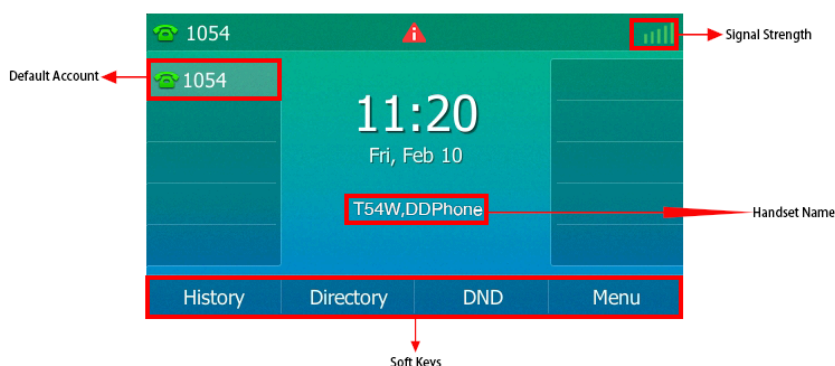 1054
Signal Strength
Default Account
1054
11:20
Fri, Feb 10
T54W,DDPhone
Handset Name
History Directory DND Menu
Soft Keys